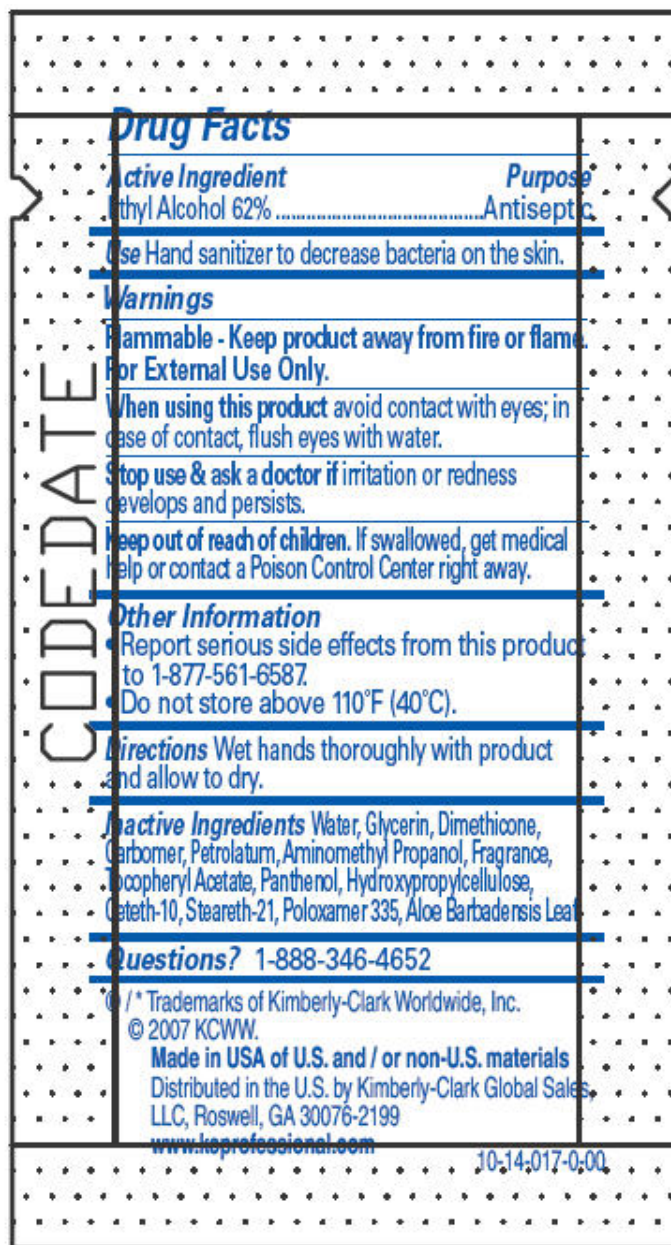 Drug Facts
Active Ingredient Purpose
Ethyl Alcohol 62% ............................................Antiseptic
Use Hand sanitizer to decrease bacteria on the skin.
Warnings
Flammable - Keep product away from fire or flame.
For External Use Only.
When using this product avoid contact with eyes; in
case of contact, flush eyes with water.
Stop use & ask a doctor if irritation or redness
develops and persists.
Keep out of reach of children. If swallowed, get medical
help or contact a Poison Control Center right away.
Other Information
• Report serious side effects from this product
to 1-877-561-6587.
• Do not store above 110°F (40°C).
Directions Wet hands thoroughly with product
and allow to dry.
Inactive Ingredients Water, Glycerin, Dimethicone,
Carbomer, Petrolatum, Aminomethyl Propanol, Fragrance,
Tocopheryl Acetate, Panthenol, Hydroxypropylcellulose,
Ceteth-10, Steareth-21, Poloxamer 335, Aloe Barbadensis Leaf
Questions? 1-888-346-4652
® / * Trademarks of Kimberly-Clark Worldwide, Inc.
© 2007 KCWW.
Made in USA of U.S. and / or non-U.S. materials
Distributed in the U.S. by Kimberly-Clark Global Sales,
LLC, Roswell, GA 30076-2199
www.kcprofessional.com
10-14-017-0-00
CODEDATE